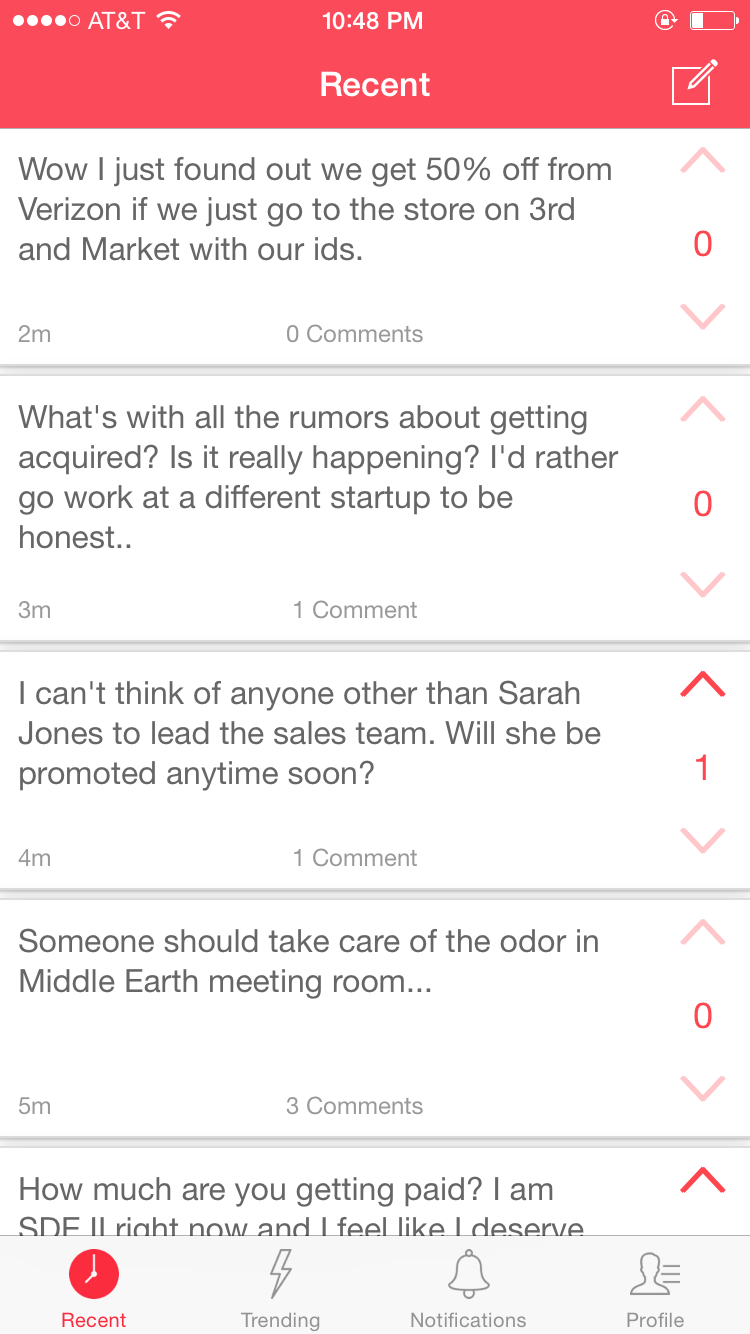 AT&T 10:48 PM
Recent
Wow I just found out we get 50% off from
Verizon if we just go to the store on 3rd
and Market with our ids.
0
2m 0 Comments
What's with all the rumors about getting
acquired? Is it really happening? I'd rather
go work at a different startup to be
honest..
0
3m 1 Comment
I can't think of anyone other than Sarah
Jones to lead the sales team. Will she be
promoted anytime soon?
1
4m 1 Comment
Someone should take care of the odor in
Middle Earth meeting room...
0
5m 3 Comments
How much are you getting paid? I am
SDE II right now and I feel like I deserve
Recent Trending Notifications Profile